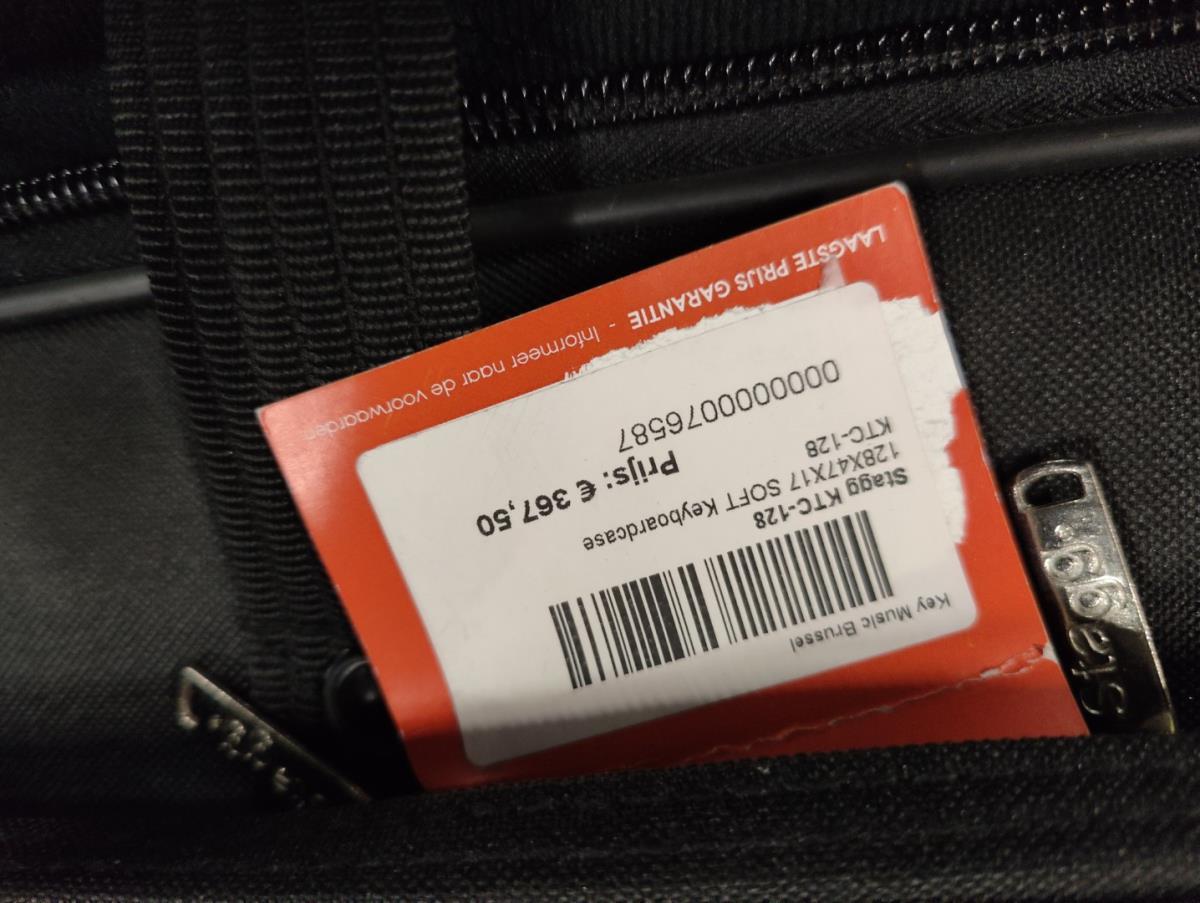 Key Music Brussel
Stagg KTC-128
128X47X17 SOFT Keyboardcase
KTC-128
Prijs: € 367,50
0000000076587
LAAGSTE PRIJS GARANTIE - Informeer naar de voorwaarden
Stagg